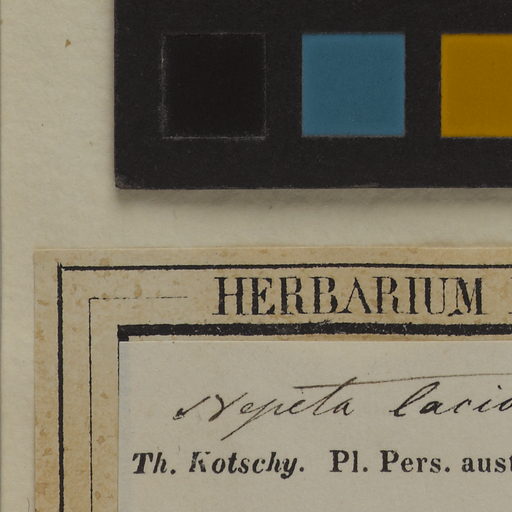 HERBARIUM
Nepeta lacio
Th. Kotschy. Pl. Pers. aust